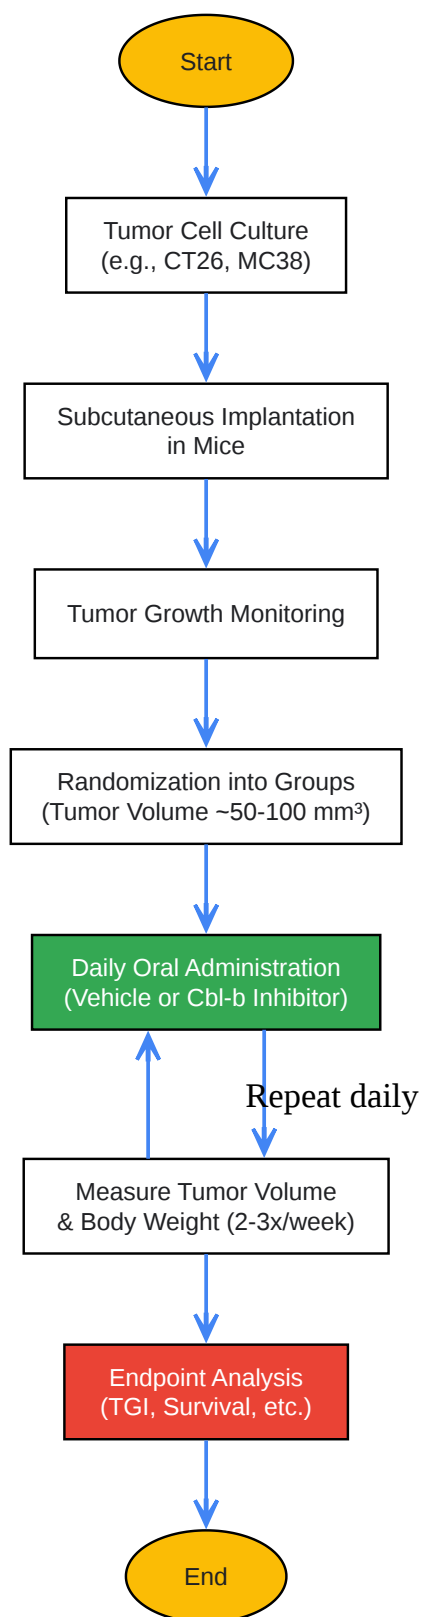 Start
Tumor Cell Culture
(e.g., CT26, MC38)
Subcutaneous Implantation
in Mice
Tumor Growth Monitoring
Randomization into Groups
(Tumor Volume ~50-100 mm³)
Daily Oral Administration
(Vehicle or Cbl-b Inhibitor)
Repeat daily
Measure Tumor Volume
& Body Weight (2-3x/week)
Endpoint Analysis
(TGI, Survival, etc.)
End